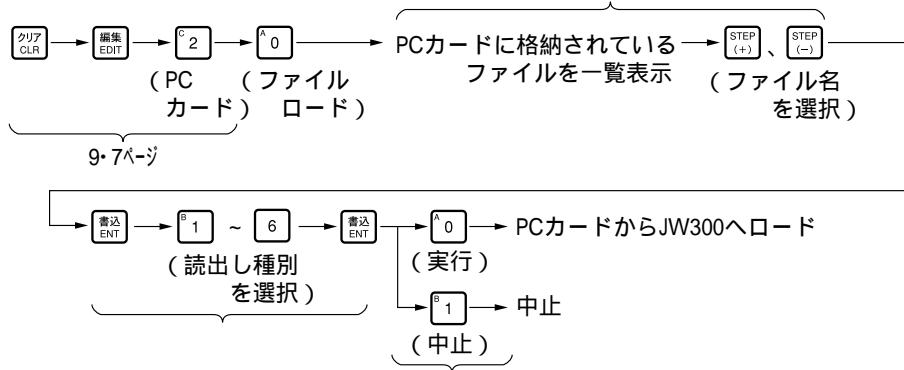 クリア CLR → 編集 EDIT → C 2 → A 0 → PCカードに格納されている → STEP (+) 、 STEP (−)
ファイルを一覧表示
(PC
カード)
(ファイル
ロード)
(ファイル名
を選択)
9・7ページ
書込 ENT → B 1 ~ 6 → 書込 ENT → A 0 → PCカードからJW300へロード
(読出し種別
を選択)
(実行)
B 1 → 中止
(中止)